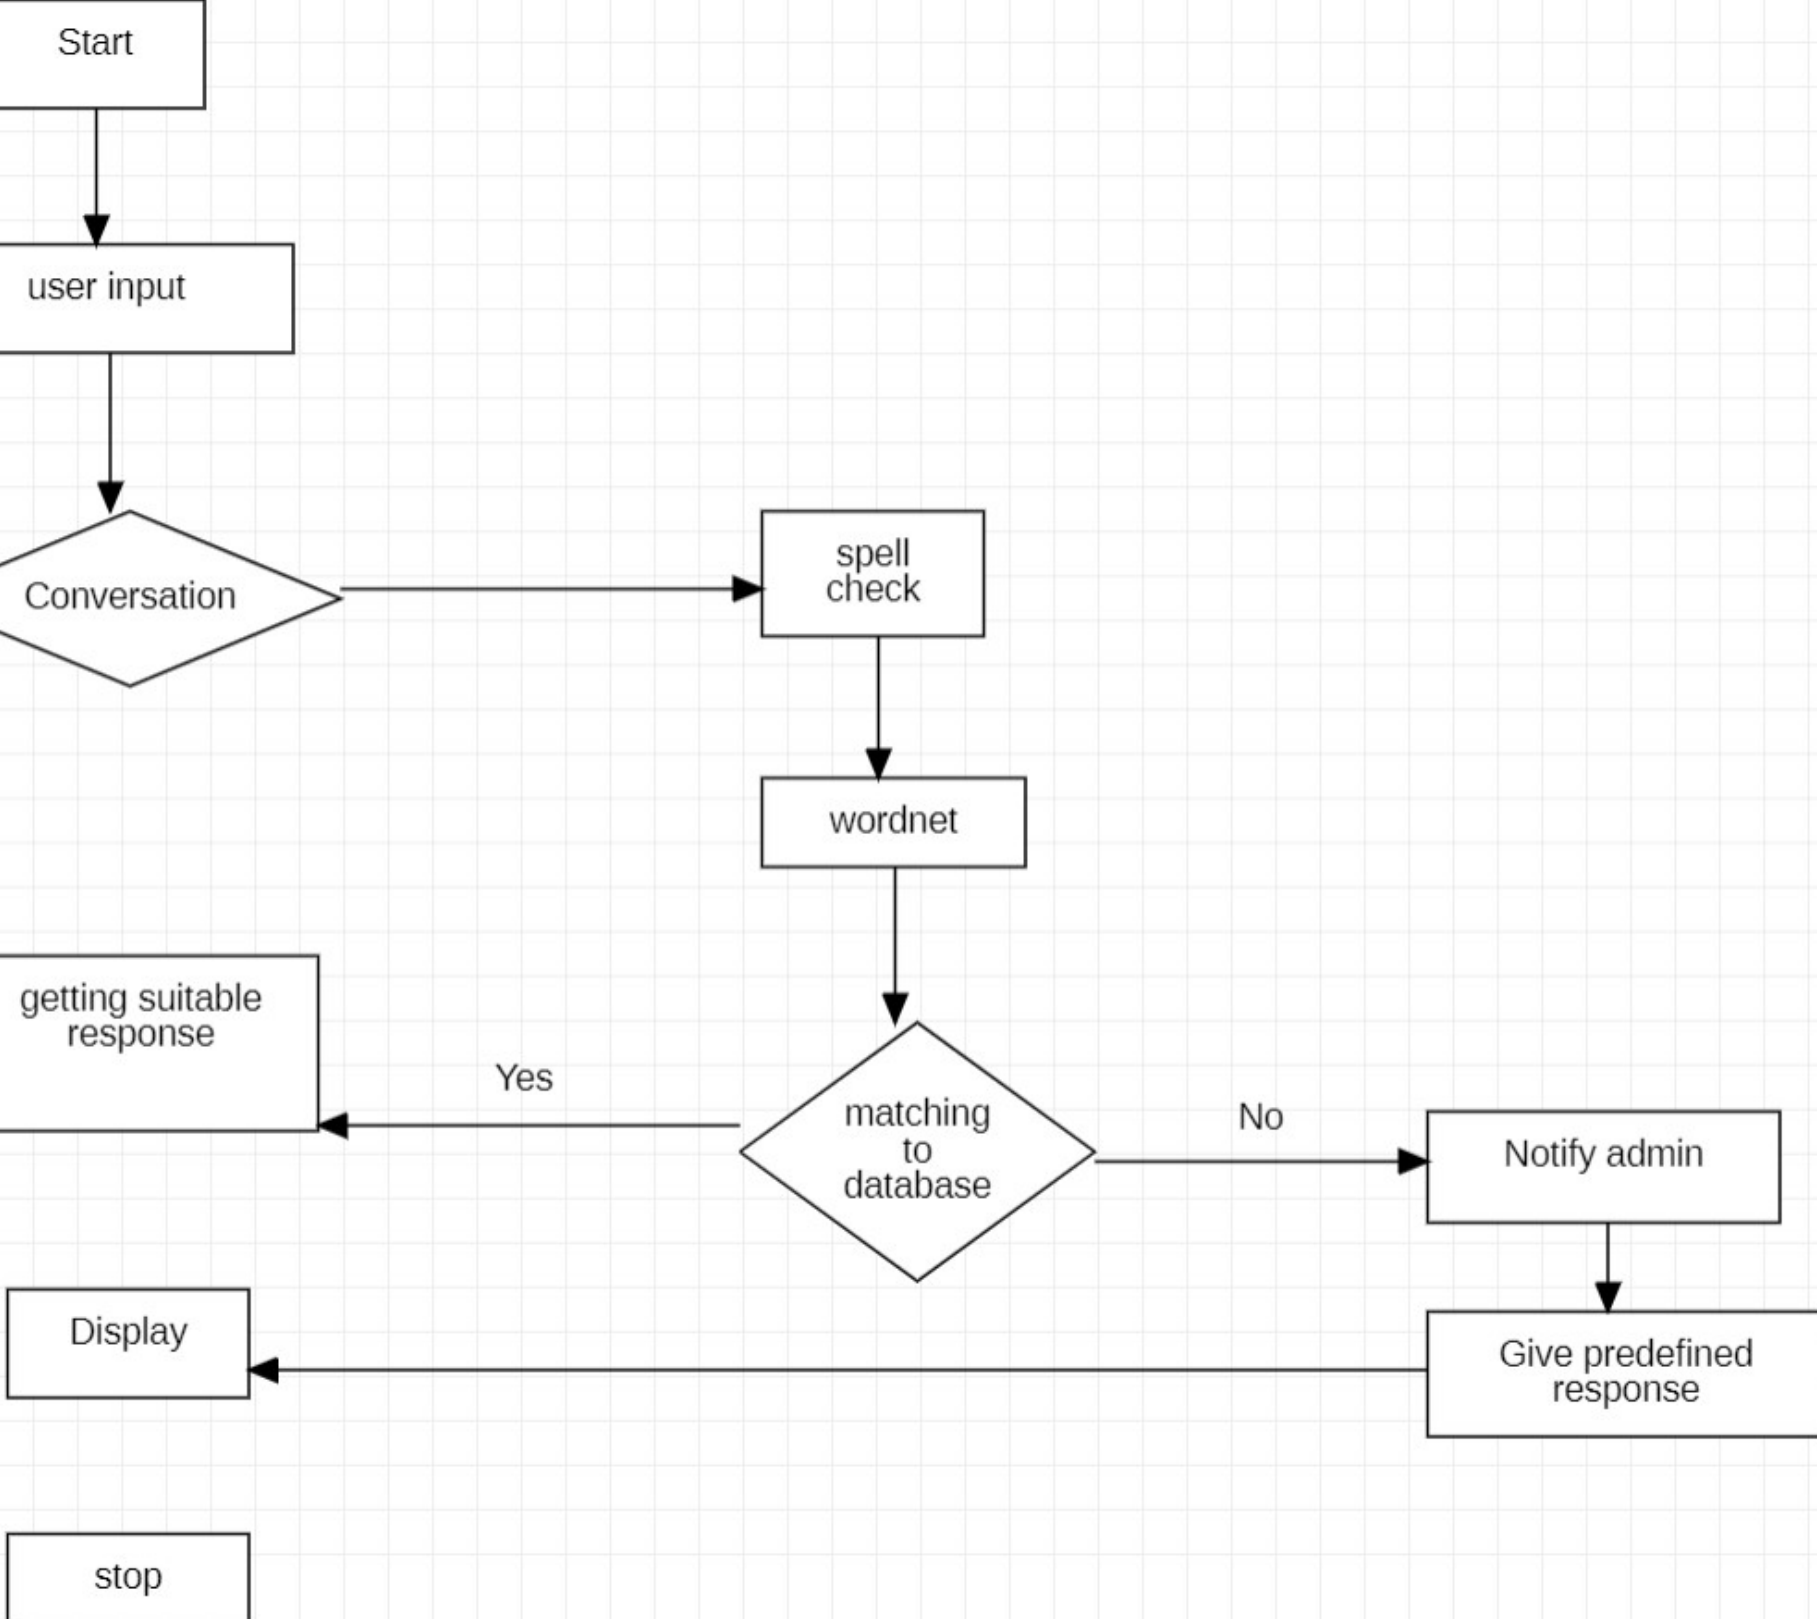 Start
user input
Conversation
spell
check
wordnet
getting suitable
response
Yes
matching
to
database
No
Notify admin
Display
Give predefined
response
stop